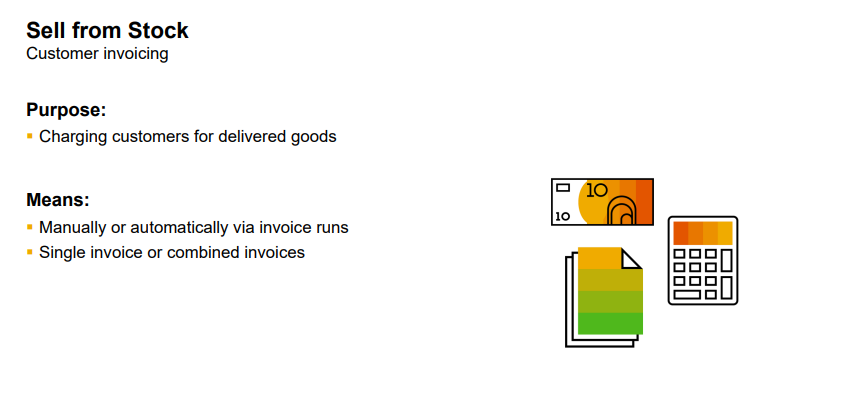 Sell from Stock
Customer invoicing
Purpose:
▪ Charging customers for delivered goods
Means:
▪ Manually or automatically via invoice runs
▪ Single invoice or combined invoices
10
10